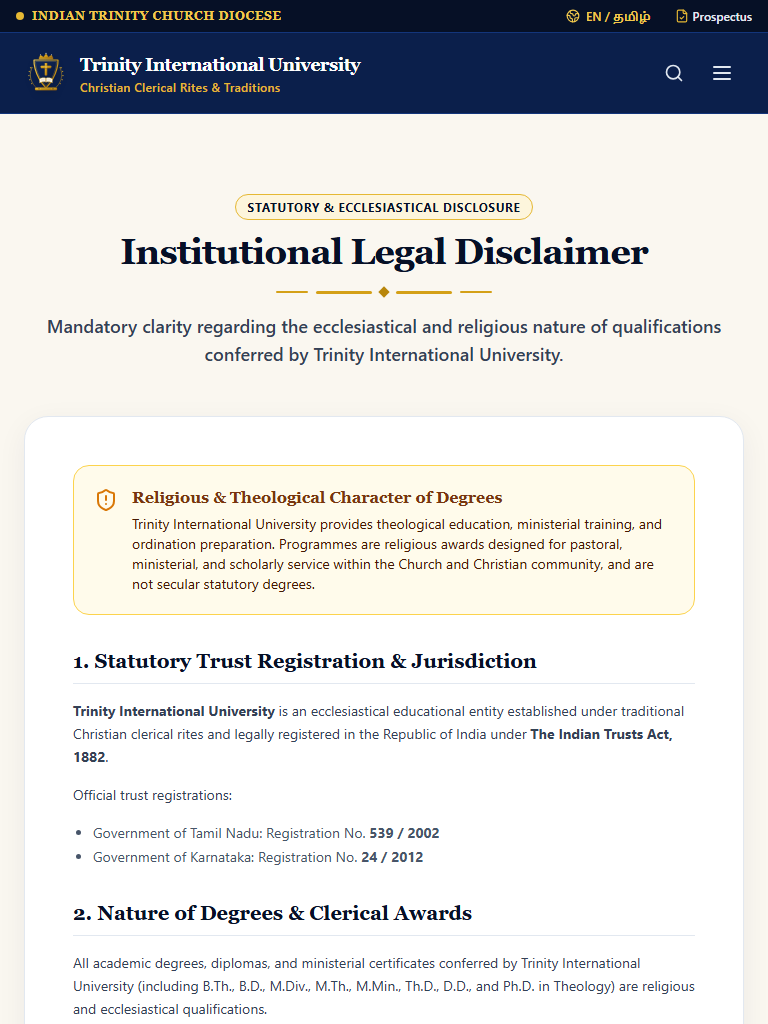 INDIAN TRINITY CHURCH DIOCESE
EN / தமிழ்
Prospectus
Trinity International University
Christian Clerical Rites & Traditions
STATUTORY & ECCLESIASTICAL DISCLOSURE
Institutional Legal Disclaimer
Mandatory clarity regarding the ecclesiastical and religious nature of qualifications
conferred by Trinity International University.
Religious & Theological Character of Degrees
Trinity International University provides theological education, ministerial training, and
ordination preparation. Programmes are religious awards designed for pastoral,
ministerial, and scholarly service within the Church and Christian community, and are
not secular statutory degrees.
1. Statutory Trust Registration & Jurisdiction
Trinity International University is an ecclesiastical educational entity established under traditional
Christian clerical rites and legally registered in the Republic of India under The Indian Trusts Act,
1882.
Official trust registrations:
• Government of Tamil Nadu: Registration No. 539 / 2002
• Government of Karnataka: Registration No. 24 / 2012
2. Nature of Degrees & Clerical Awards
All academic degrees, diplomas, and ministerial certificates conferred by Trinity International
University (including B.Th., B.D., M.Div., M.Th., M.Min., Th.D., D.D., and Ph.D. in Theology) are religious
and ecclesiastical qualifications.